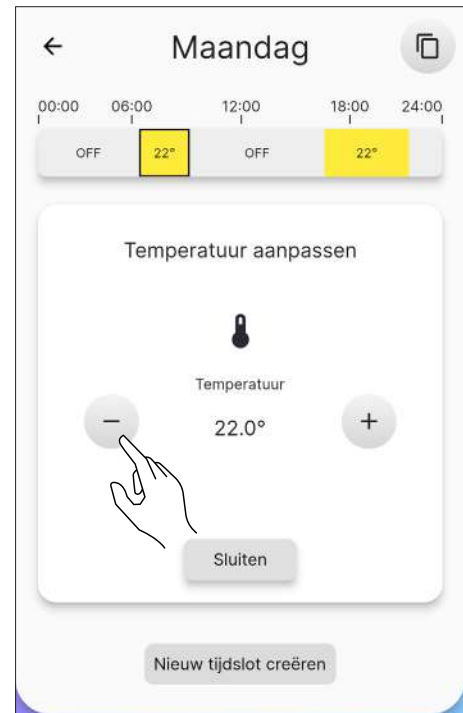 Maandag
00:00 06:00 12:00 18:00 24:00
OFF 22° OFF 22°
Temperatuur aanpassen
Temperatuur
− 22.0° +
Sluiten
Nieuw tijdslot creëren